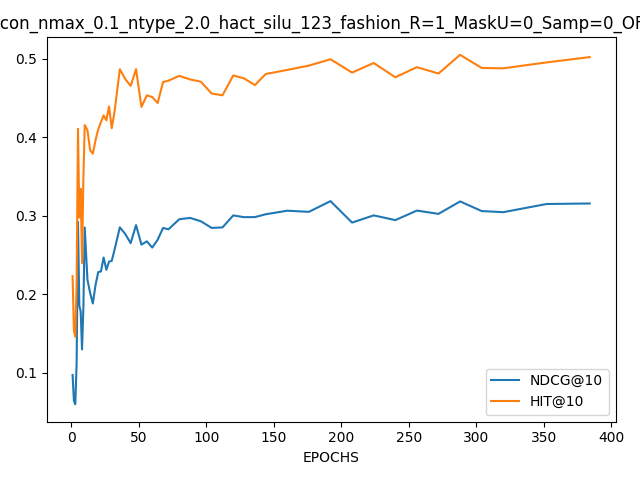 con_nmax_0.1_ntype_2.0_hact_silu_123_fashion_R=1_MaskU=0_Samp=0_OF
0.5
0.4
0.3
0.2
0.1
NDCG@10
HIT@10
0 50 100 150 200 250 300 350 400
EPOCHS